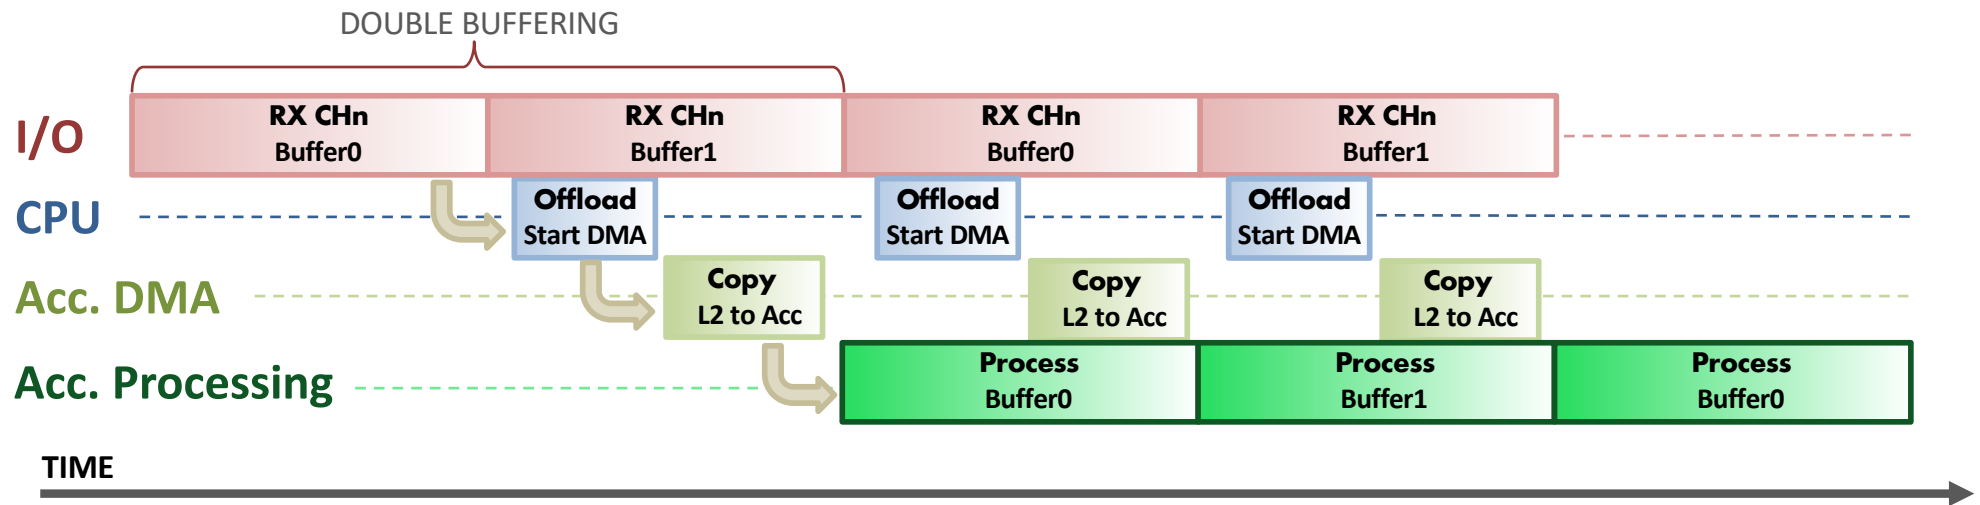 DOUBLE BUFFERING
I/O
RX CHn
Buffer0
RX CHn
Buffer1
RX CHn
Buffer0
RX CHn
Buffer1
CPU
Offload
Start DMA
Offload
Start DMA
Offload
Start DMA
Acc. DMA
Copy
L2 to Acc
Copy
L2 to Acc
Copy
L2 to Acc
Acc. Processing
Process
Buffer0
Process
Buffer1
Process
Buffer0
TIME